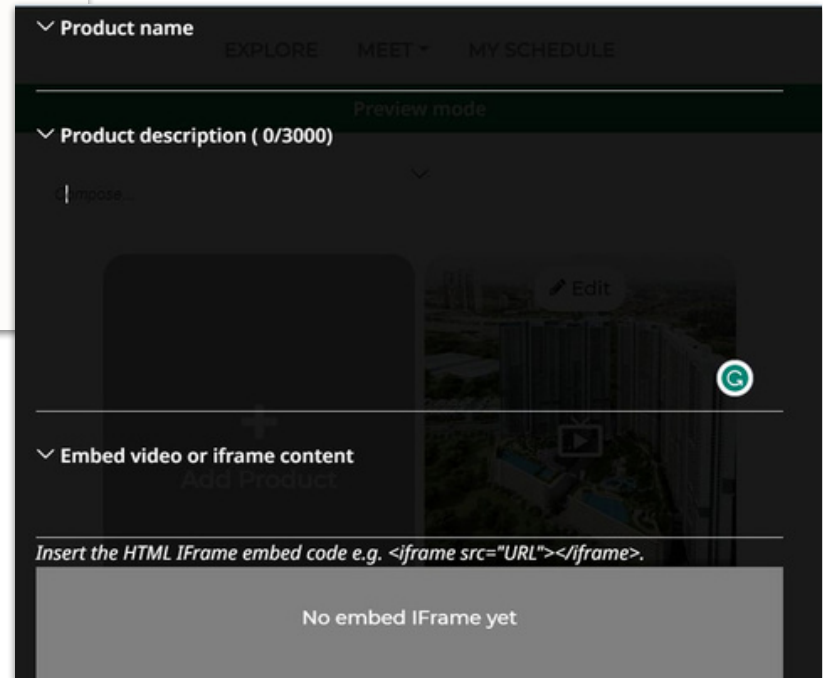 Product name
EXPLORE MEET MY SCHEDULE
Preview mode
Product description ( 0/3000)
Compose...
Edit
Embed video or iframe content
Add Product
Insert the HTML IFrame embed code e.g. <iframe src="URL"></iframe>.
No embed IFrame yet